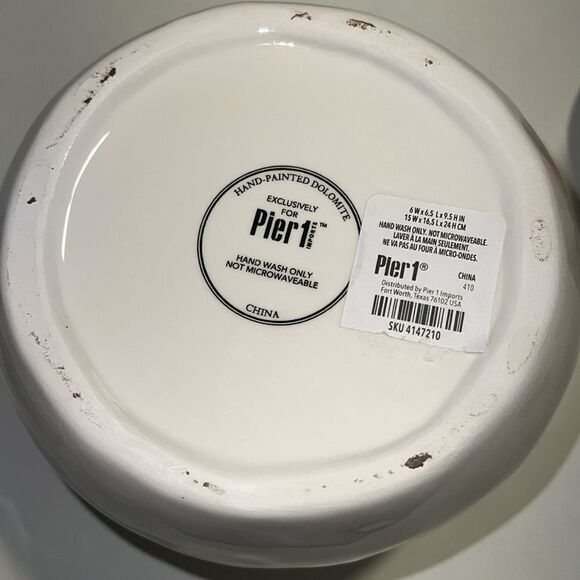 HAND-PAINTED DOLOMITE
EXCLUSIVELY
FOR
Pier1 IMPORTS™
HAND WASH ONLY
NOT MICROWAVEABLE
CHINA
6 W x 6.5 L x 9.5 H IN
15 W x 16,5 L x 24 H CM
HAND WASH ONLY. NOT MICROWAVEABLE.
LAVER À LA MAIN SEULEMENT.
NE VA PAS AU FOUR À MICRO-ONDES.
Pier1® CHINA
410
Distributed by Pier 1 Imports
Fort Worth, Texas 76102 USA
SKU 4147210